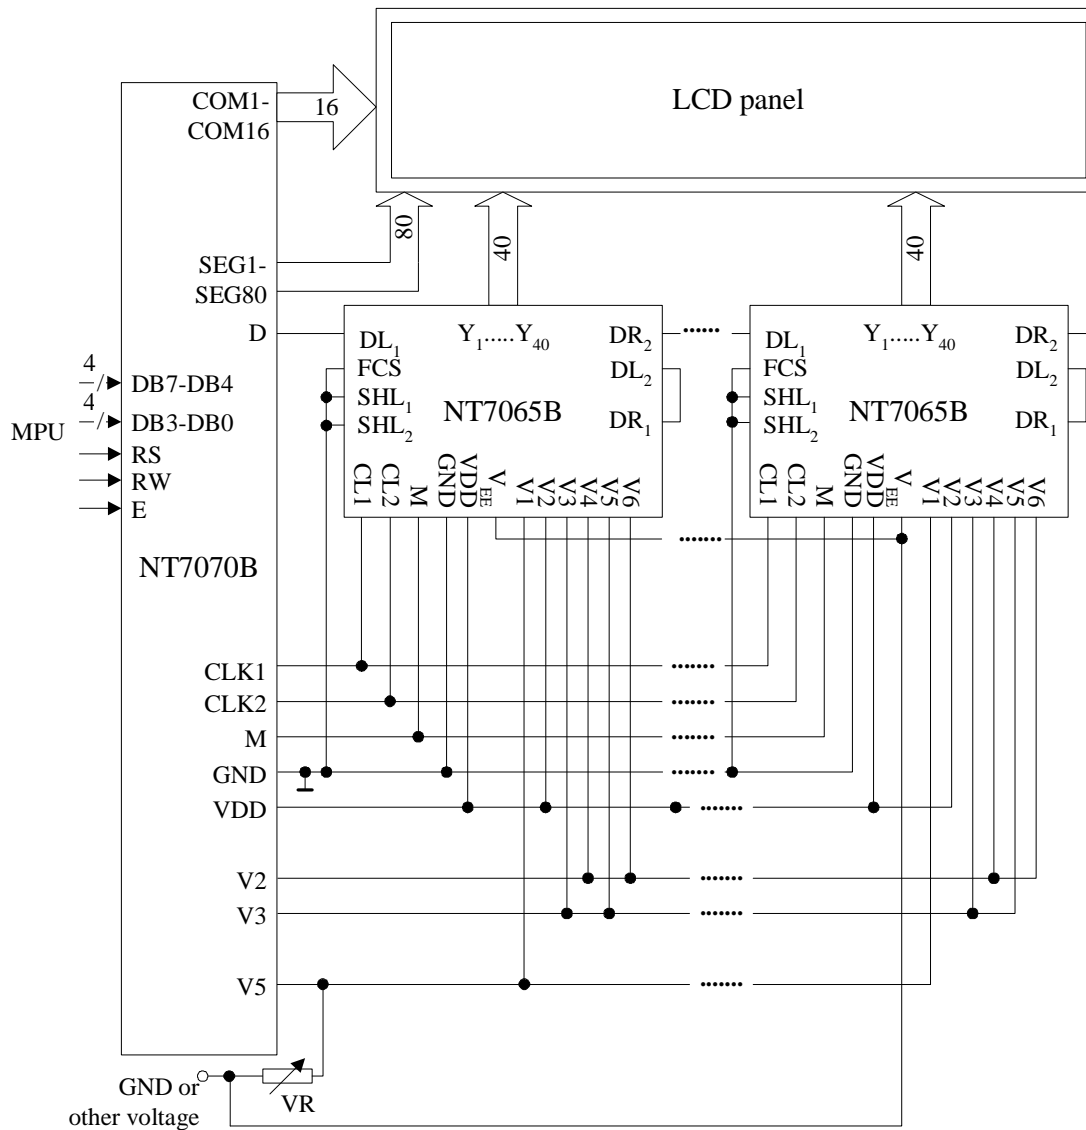 LCD panel
COM1-
COM16
16
80
40
40
SEG1-
SEG80
D
DL1
Y1.....Y40
DR2
FCS
DL2
SHL1
NT7065B
DR1
SHL2
CL1
CL2
M
GND
VDD
VEE
V1
V2
V3
V4
V5
V6
DL1
Y1.....Y40
DR2
FCS
DL2
SHL1
NT7065B
DR1
SHL2
CL1
CL2
M
GND
VDD
VEE
V1
V2
V3
V4
V5
V6
4
DB7-DB4
4
DB3-DB0
MPU
RS
RW
E
NT7070B
CLK1
CLK2
M
GND
VDD
V2
V3
V5
GND or
other voltage
VR